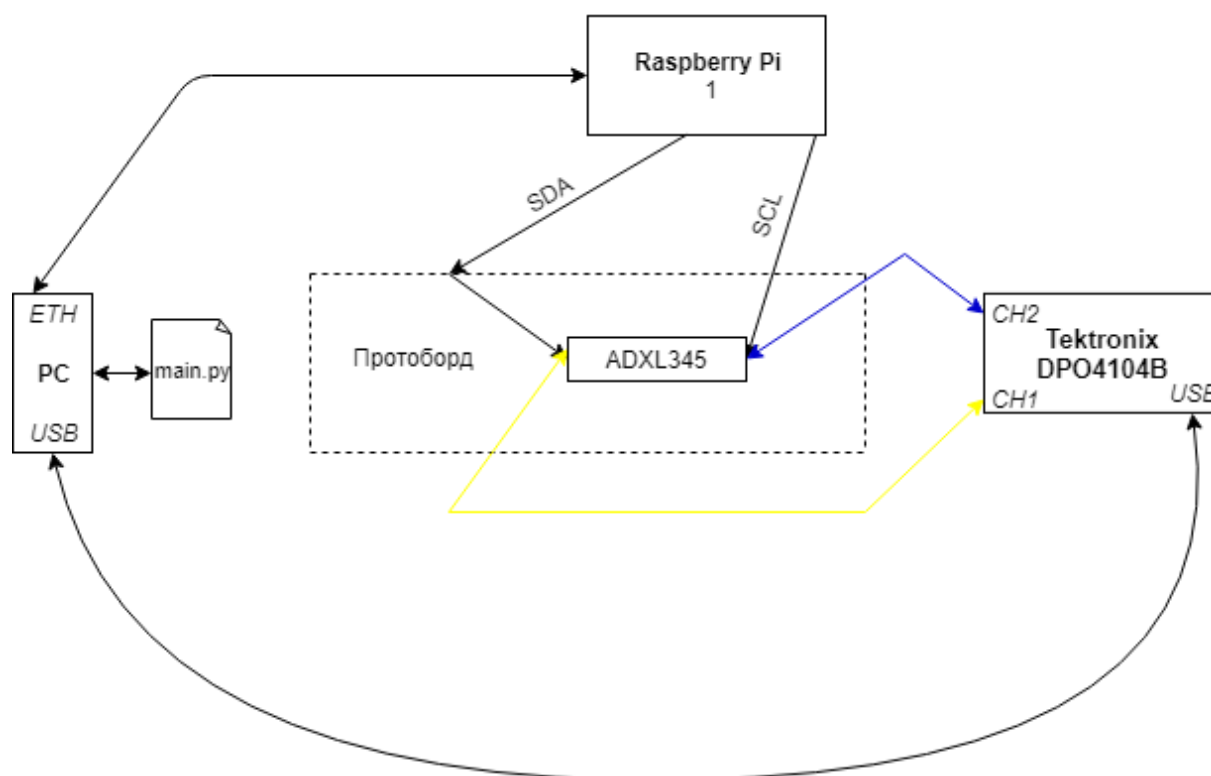 Raspberry Pi
1
SDA
SCL
ETH
PC
USB
main.py
Протоборд
ADXL345
CH2
Tektronix
DPO4104B
CH1
USB